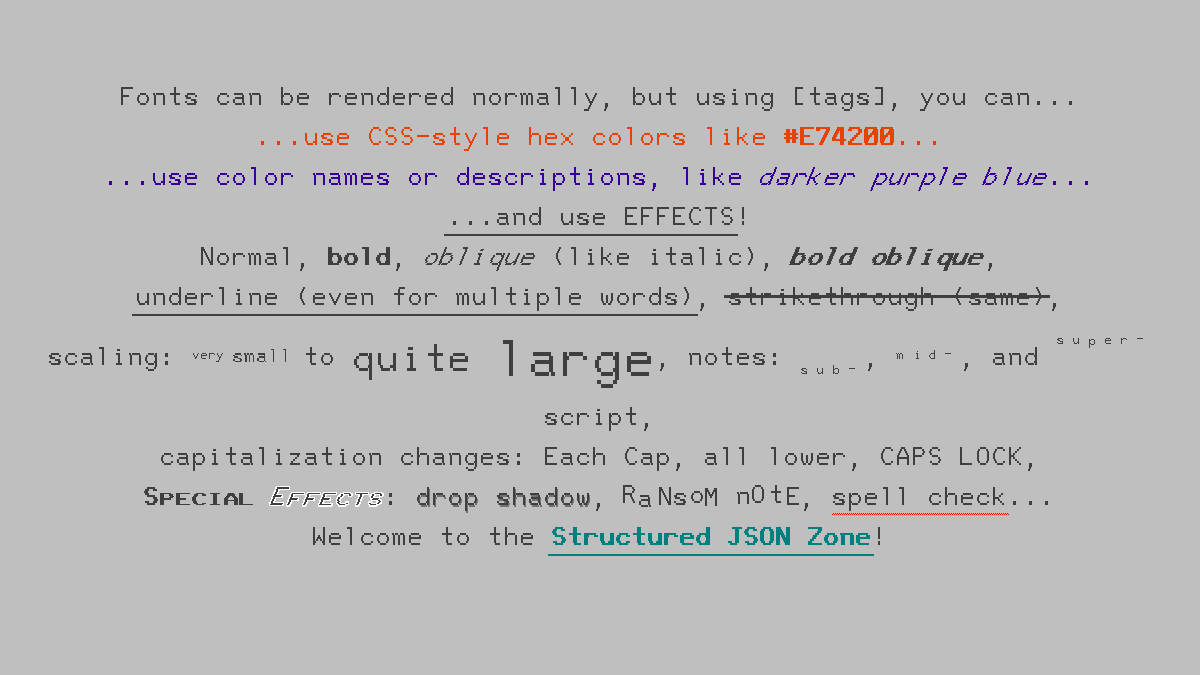 Fonts can be rendered normally, but using [tags], you can...
...use CSS-style hex colors like #E74200...
...use color names or descriptions, like darker purple blue...
...and use EFFECTS!
Normal, bold, oblique (like italic), bold oblique,
underline (even for multiple words), strikethrough (same),
scaling: very small to quite large, notes: sub-, mid-, and super-
script,
capitalization changes: Each Cap, all lower, CAPS LOCK,
SPECIAL EFFECTS: drop shadow, RaNsoM nOtE, spell check...
Welcome to the Structured JSON Zone!